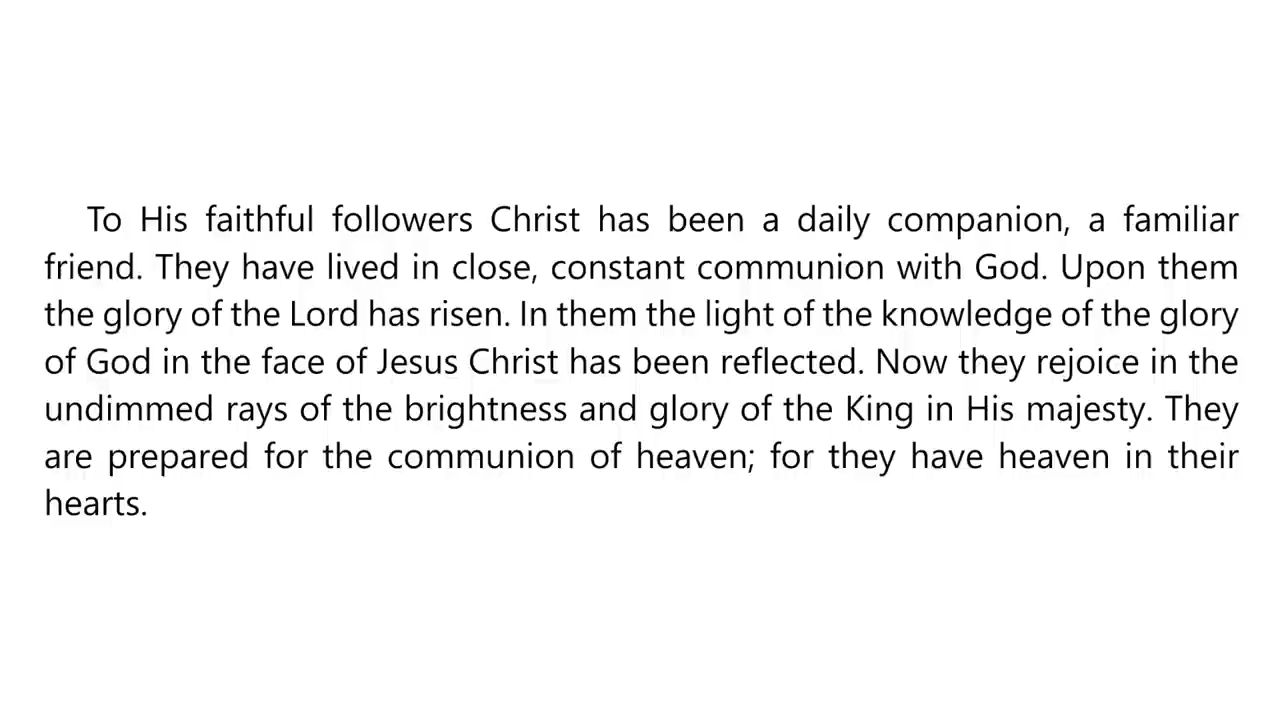 To His faithful followers Christ has been a daily companion, a familiar
friend. They have lived in close, constant communion with God. Upon them
the glory of the Lord has risen. In them the light of the knowledge of the glory
of God in the face of Jesus Christ has been reflected. Now they rejoice in the
undimmed rays of the brightness and glory of the King in His majesty. They
are prepared for the communion of heaven; for they have heaven in their
hearts.